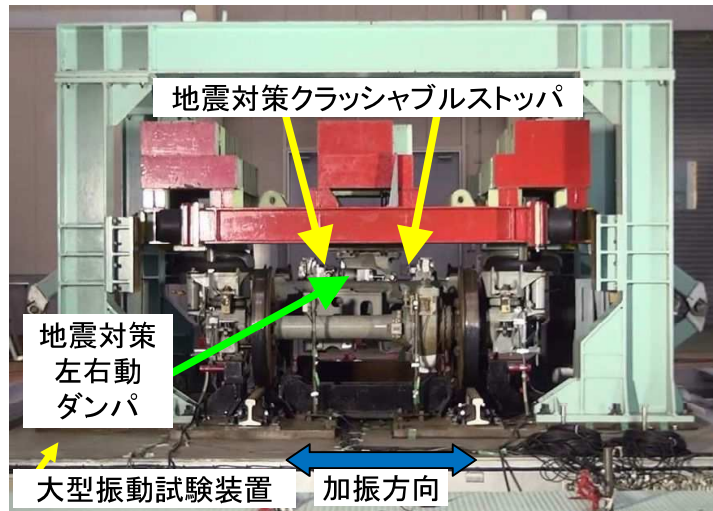 地震対策クラッシャブルストッパ
地震対策
左右動
ダンパ
大型振動試験装置
加振方向